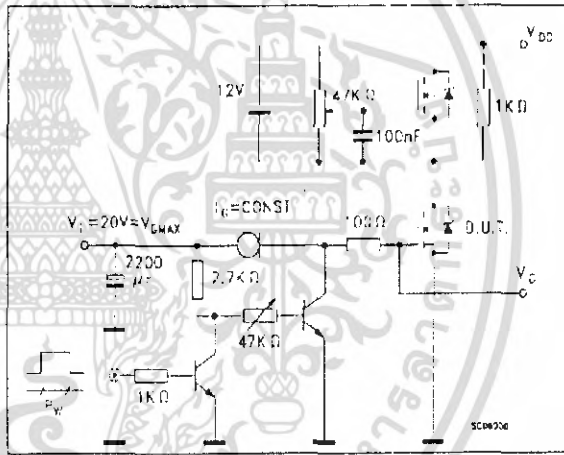 12V
47KΩ
100nF
V_DD
1KΩ
V_i=20V=V_GMAX
I_G=CONST
100Ω
D.U.T.
2200
μF
2.7KΩ
V_G
47KΩ
1KΩ
P_W